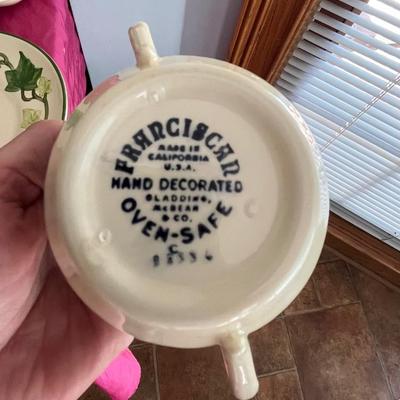 FRANCISCAN
MADE IN
CALIFORNIA
U.S.A.
HAND DECORATED
GLADDING,
McBEAN
& CO.
OVEN-SAFE
C